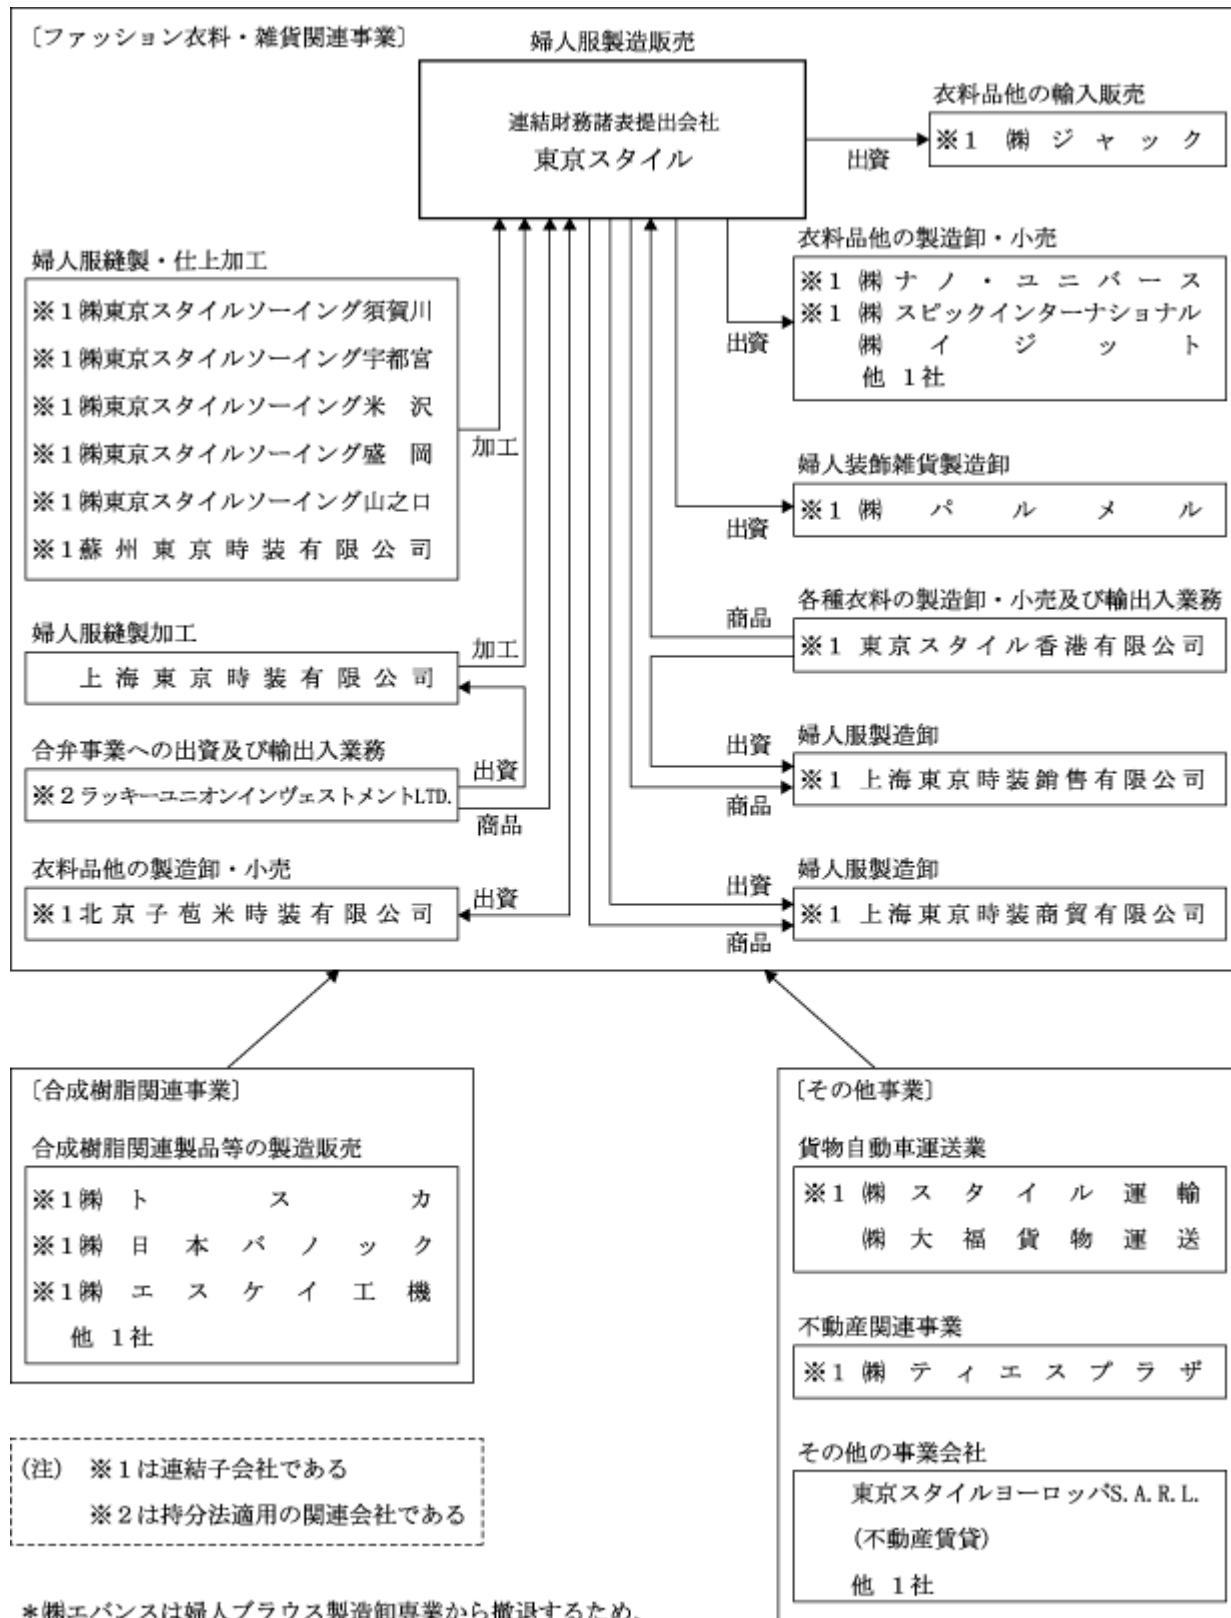 〔ファッション衣料・雑貨関連事業〕
婦人服製造販売
連結財務諸表提出会社
東京スタイル
衣料品他の輸入販売
※1 ㈱ ジ ャ ッ ク
出資
婦人服縫製・仕上加工
※1㈱東京スタイルソーイング須賀川
※1㈱東京スタイルソーイング宇都宮
※1㈱東京スタイルソーイング米 沢
※1㈱東京スタイルソーイング盛 岡
※1㈱東京スタイルソーイング山之口
※1蘇州東京時装有限公司
加工
衣料品他の製造卸・小売
※1 ㈱ ナ ノ ・ ユ ニ バ ー ス
※1 ㈱ スピックインターナショナル
㈱ イ ジ ッ ト
他 1社
出資
婦人装飾雑貨製造卸
※1 ㈱ パ ル メ ル
出資
婦人服縫製加工
上海東京時装有限公司
加工
各種衣料の製造卸・小売及び輸出入業務
※1 東京スタイル香港有限公司
商品
合弁事業への出資及び輸出入業務
※2ラッキーユニオンインヴェストメントLTD.
出資
商品
婦人服製造卸
※1 上海東京時装銷售有限公司
出資
商品
衣料品他の製造卸・小売
※1北京子苞米時装有限公司
出資
婦人服製造卸
※1 上海東京時装商貿有限公司
出資
商品
〔合成樹脂関連事業〕
合成樹脂関連製品等の製造販売
※1㈱ ト ス カ
※1㈱ 日 本 バ ノ ッ ク
※1㈱ エ ス ケ イ 工 機
他 1社
〔その他事業〕
貨物自動車運送業
※1 ㈱ ス タ イ ル 運 輸
㈱ 大 福 貨 物 運 送
不動産関連事業
※1 ㈱ テ ィ エ ス プ ラ ザ
その他の事業会社
東京スタイルヨーロッパS.A.R.L.
(不動産賃貸)
他 1社
(注) ※1は連結子会社である
※2は持分法適用の関連会社である
*㈱エバンスは婦人ブラウス製造卸専業から撤退するため、